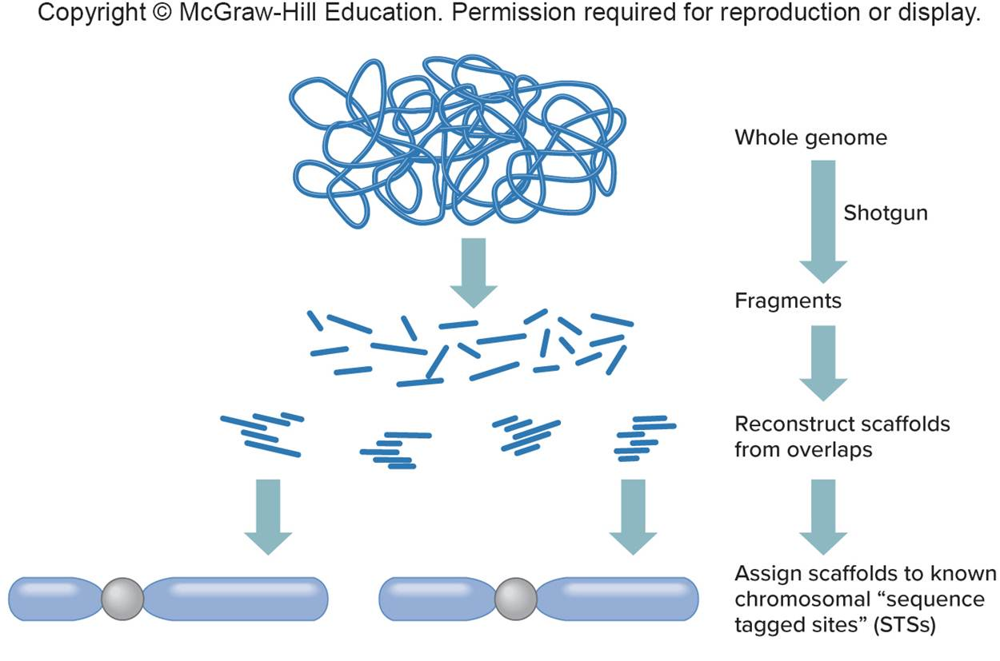 Copyright © McGraw-Hill Education. Permission required for reproduction or display.
Whole genome
Shotgun
Fragments
Reconstruct scaffolds
from overlaps
Assign scaffolds to known
chromosomal “sequence
tagged sites” (STSs)